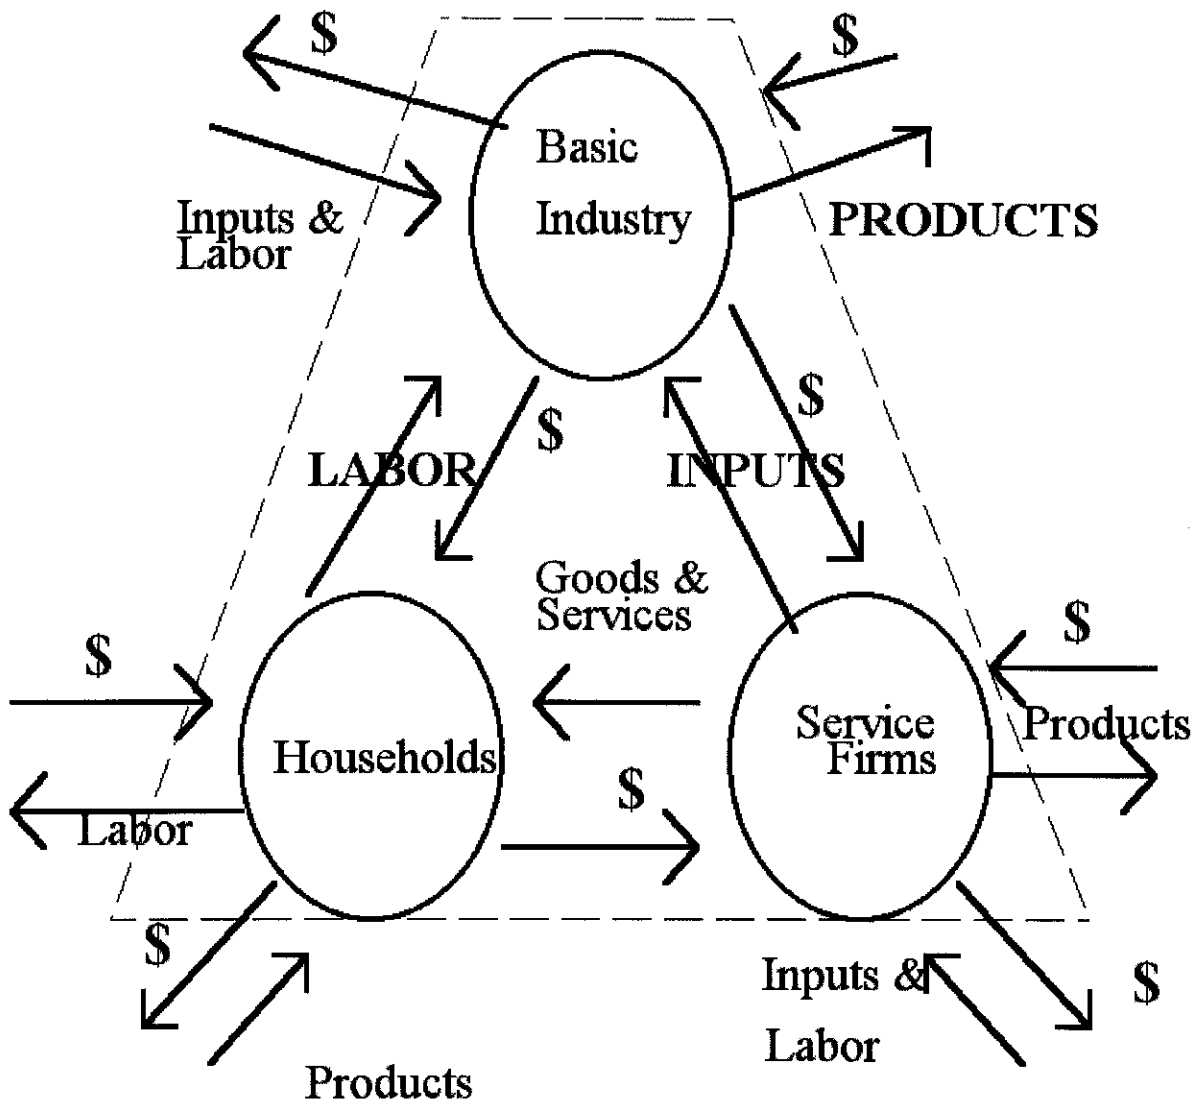 $
$
Basic
Industry
Inputs &
Labor
PRODUCTS
$
$
LABOR
INPUTS
Goods &
Services
$
$
Households
Service
Firms
Products
$
Labor
$
Inputs &
Labor
$
Products